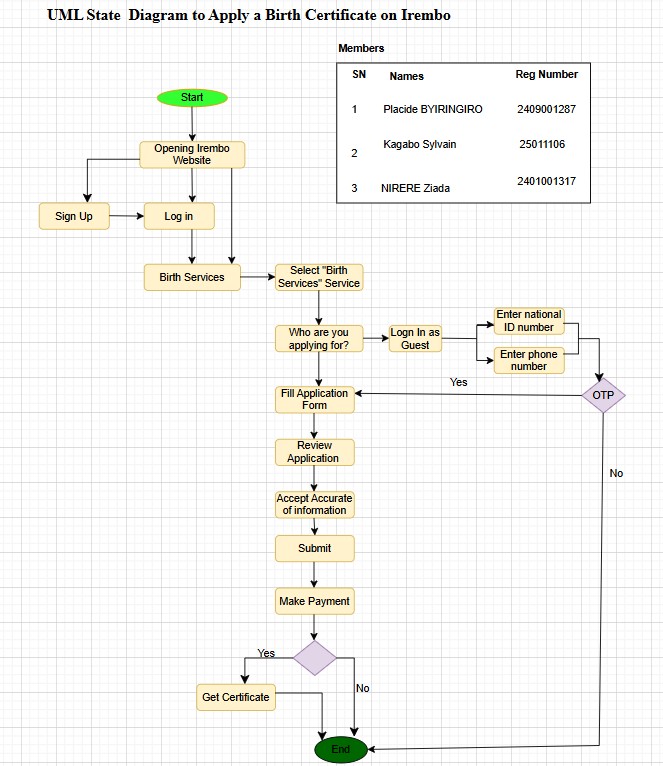 UML State Diagram to Apply a Birth Certificate on Irembo
Members
SN Names Reg Number
1 Placide BYIRINGIRO 2409001287
2 Kagabo Sylvain 25011106
3 NIRERE Ziada 2401001317
Start
Opening Irembo
Website
Sign Up
Log in
Birth Services
Select "Birth
Services" Service
Who are you
applying for?
Logn In as
Guest
Enter national
ID number
Enter phone
number
OTP
Yes
No
Fill Application
Form
Review
Application
Accept Accurate
of information
Submit
Make Payment
Yes
No
Get Certificate
End